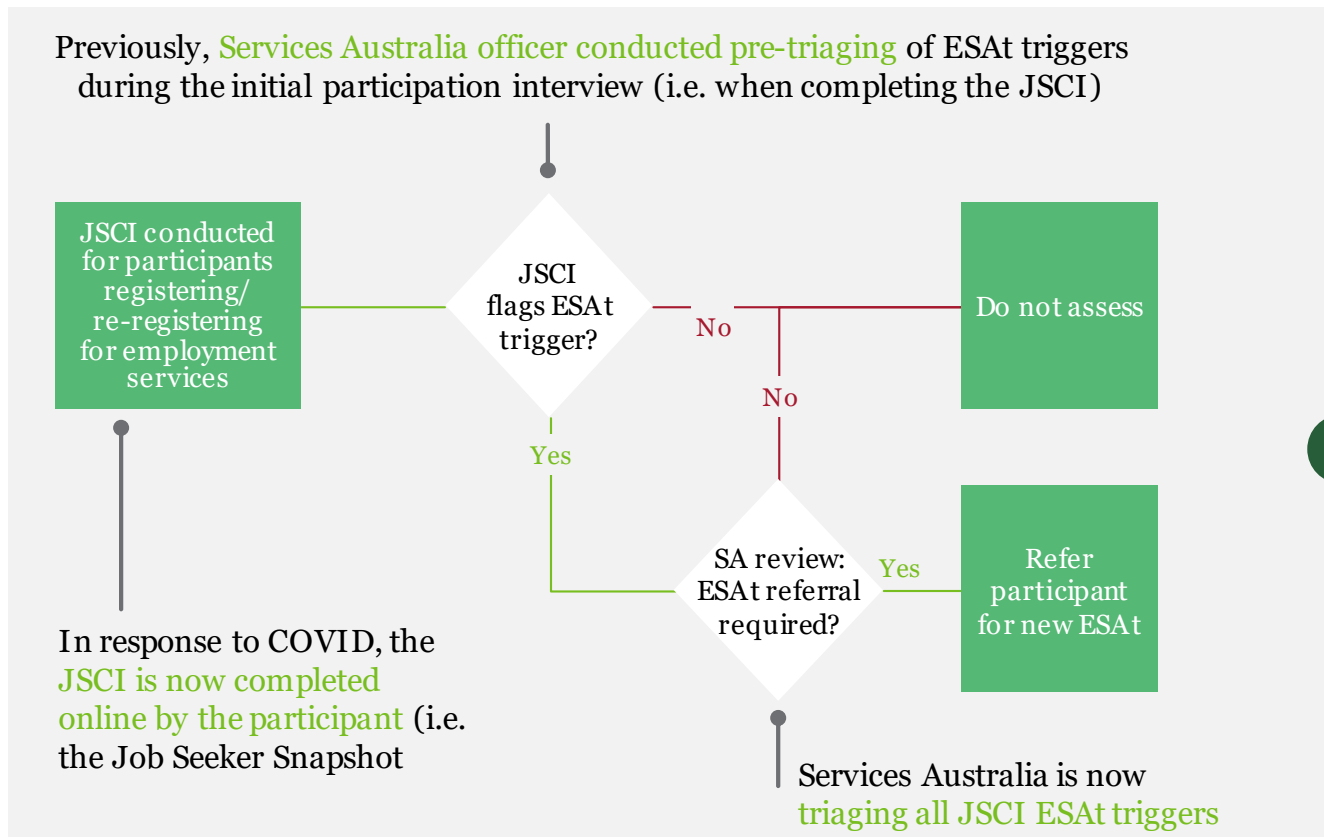 Previously, Services Australia officer conducted pre-triaging of ESAt triggers
during the initial participation interview (i.e. when completing the JSCI)
JSCI conducted
for participants
registering/
re-registering
for employment
services
JSCI
flags ESAt
trigger?
No
Do not assess
No
Yes
SA review:
ESAt referral
required?
Yes
Refer
participant
for new ESAt
In response to COVID, the
JSCI is now completed
online by the participant (i.e.
the Job Seeker Snapshot
Services Australia is now
triaging all JSCI ESAt triggers